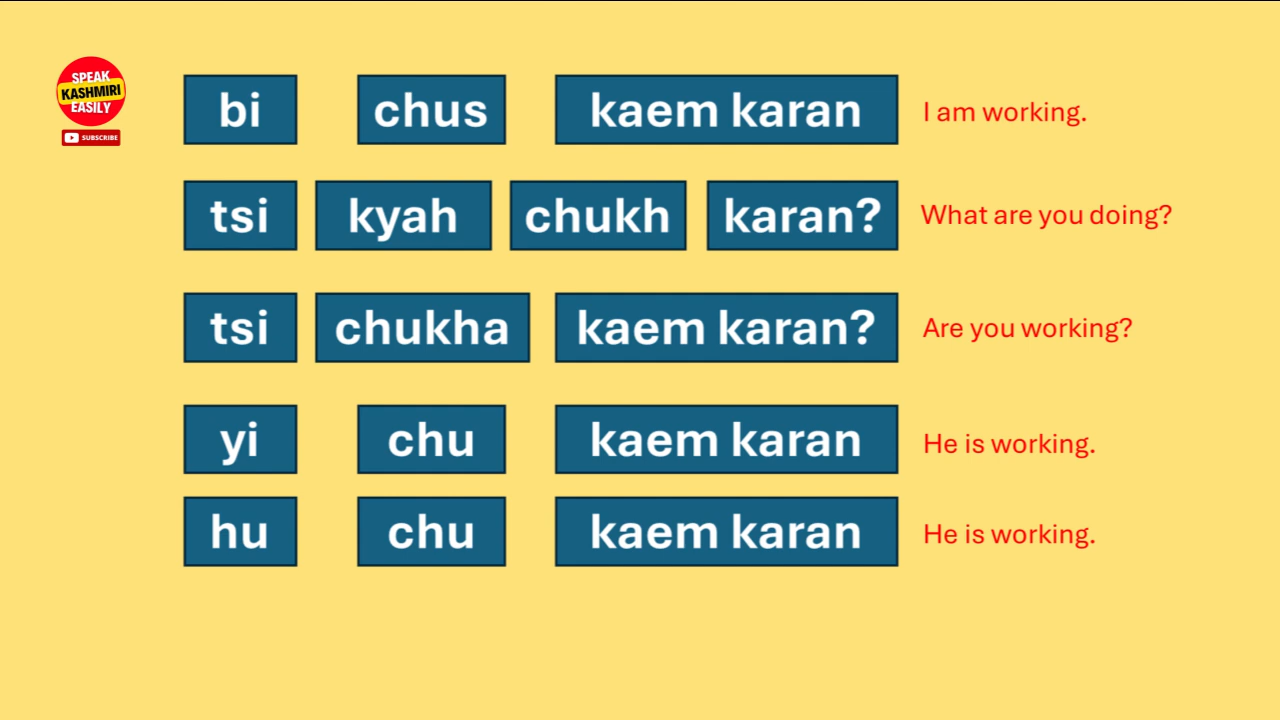 SPEAK
KASHMIRI
EASILY
SUBSCRIBE
bi chus kaem karan I am working.
tsi kyah chukh karan? What are you doing?
tsi chukha kaem karan? Are you working?
yi chu kaem karan He is working.
hu chu kaem karan He is working.